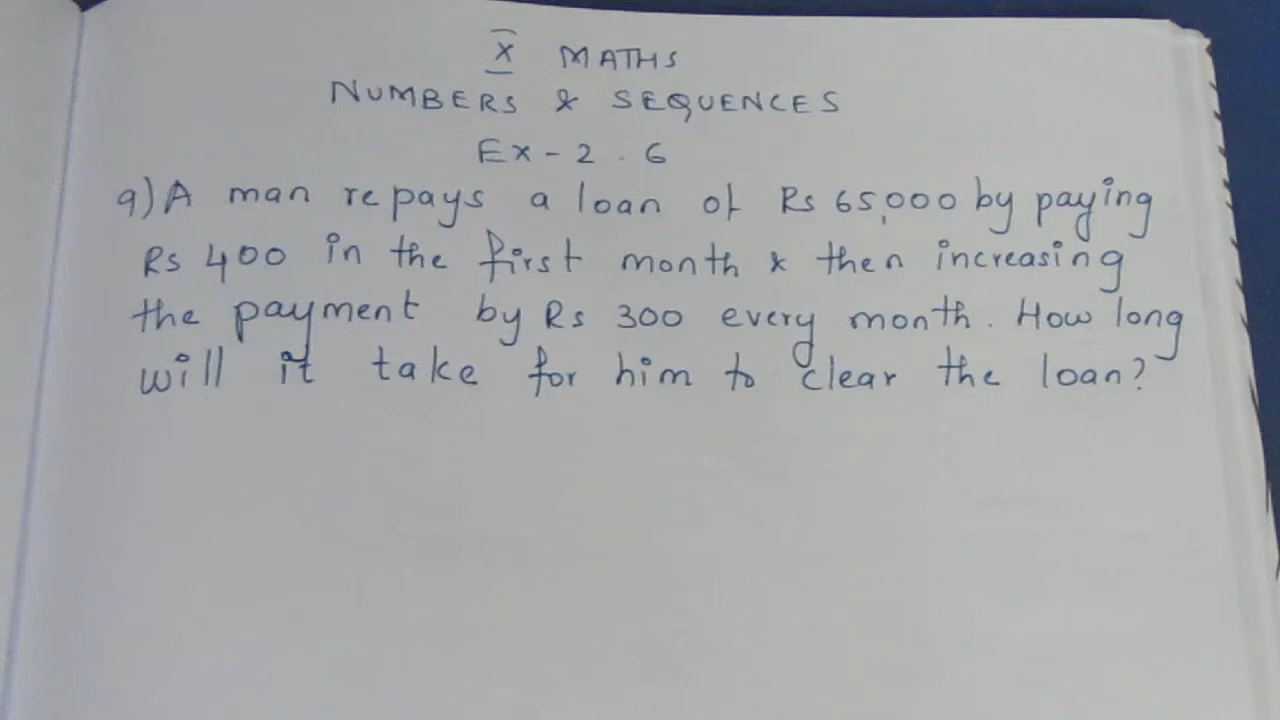 X MATHS
NUMBERS & SEQUENCES
Ex - 2.6
9) A man repays a loan of Rs 65,000 by paying
Rs 400 in the first month & then increasing
the payment by Rs 300 every month. How long
will it take for him to clear the loan?